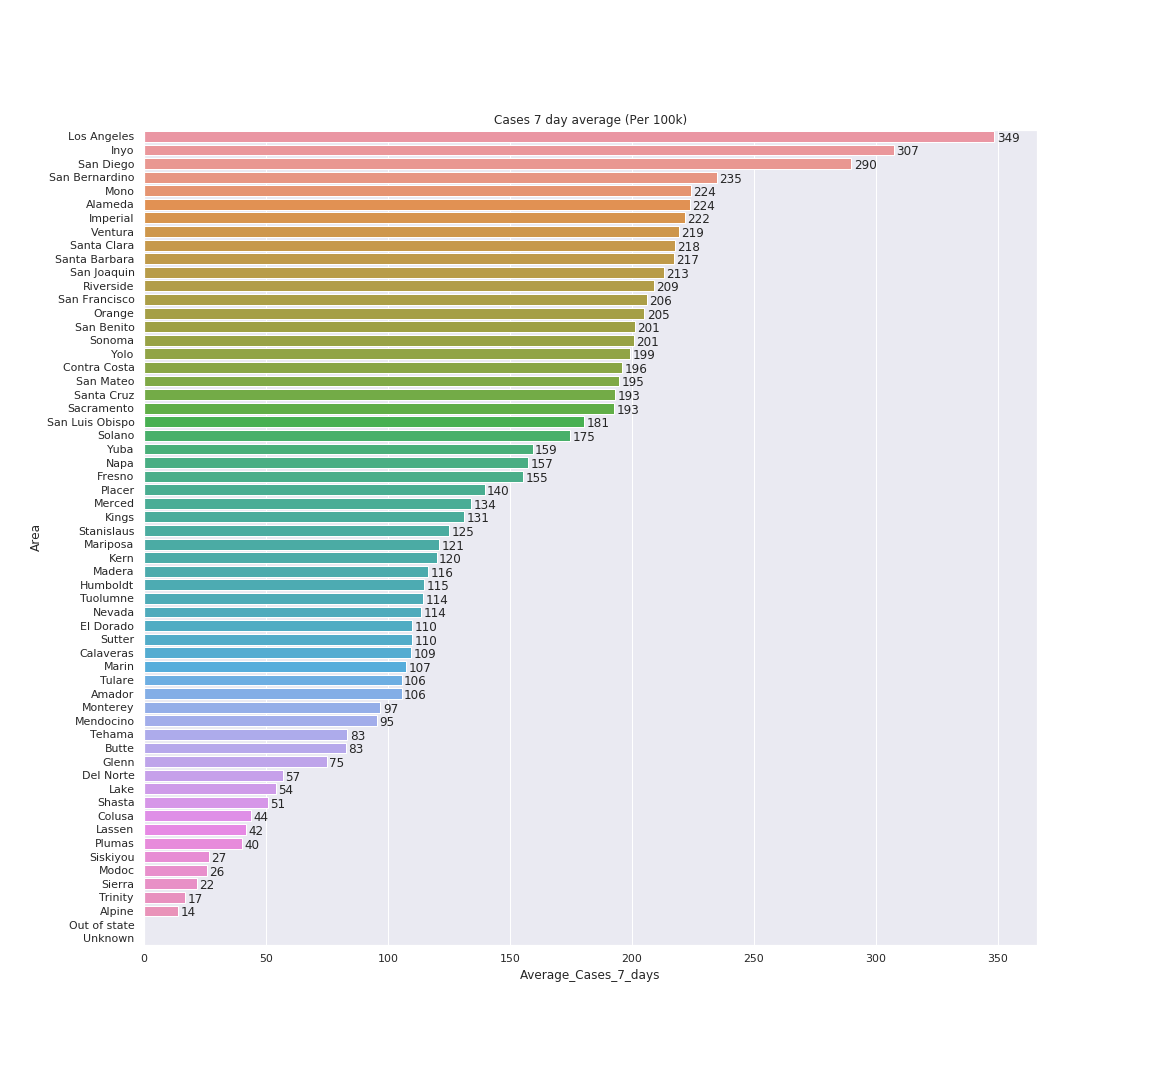 Cases 7 day average (Per 100k)
Los Angeles 349
Inyo 307
San Diego 290
San Bernardino 235
Mono 224
Alameda 224
Imperial 222
Ventura 219
Santa Clara 218
Santa Barbara 217
San Joaquin 213
Riverside 209
San Francisco 206
Orange 205
San Benito 201
Sonoma 201
Yolo 199
Contra Costa 196
San Mateo 195
Santa Cruz 193
Sacramento 193
San Luis Obispo 181
Solano 175
Yuba 159
Napa 157
Fresno 155
Placer 140
Merced 134
Kings 131
Stanislaus 125
Mariposa 121
Kern 120
Madera 116
Humboldt 115
Tuolumne 114
Nevada 114
El Dorado 110
Sutter 110
Calaveras 109
Marin 107
Tulare 106
Amador 106
Monterey 97
Mendocino 95
Tehama 83
Butte 83
Glenn 75
Del Norte 57
Lake 54
Shasta 51
Colusa 44
Lassen 42
Plumas 40
Siskiyou 27
Modoc 26
Sierra 22
Trinity 17
Alpine 14
Out of state
Unknown
Area
0 50 100 150 200 250 300 350
Average_Cases_7_days